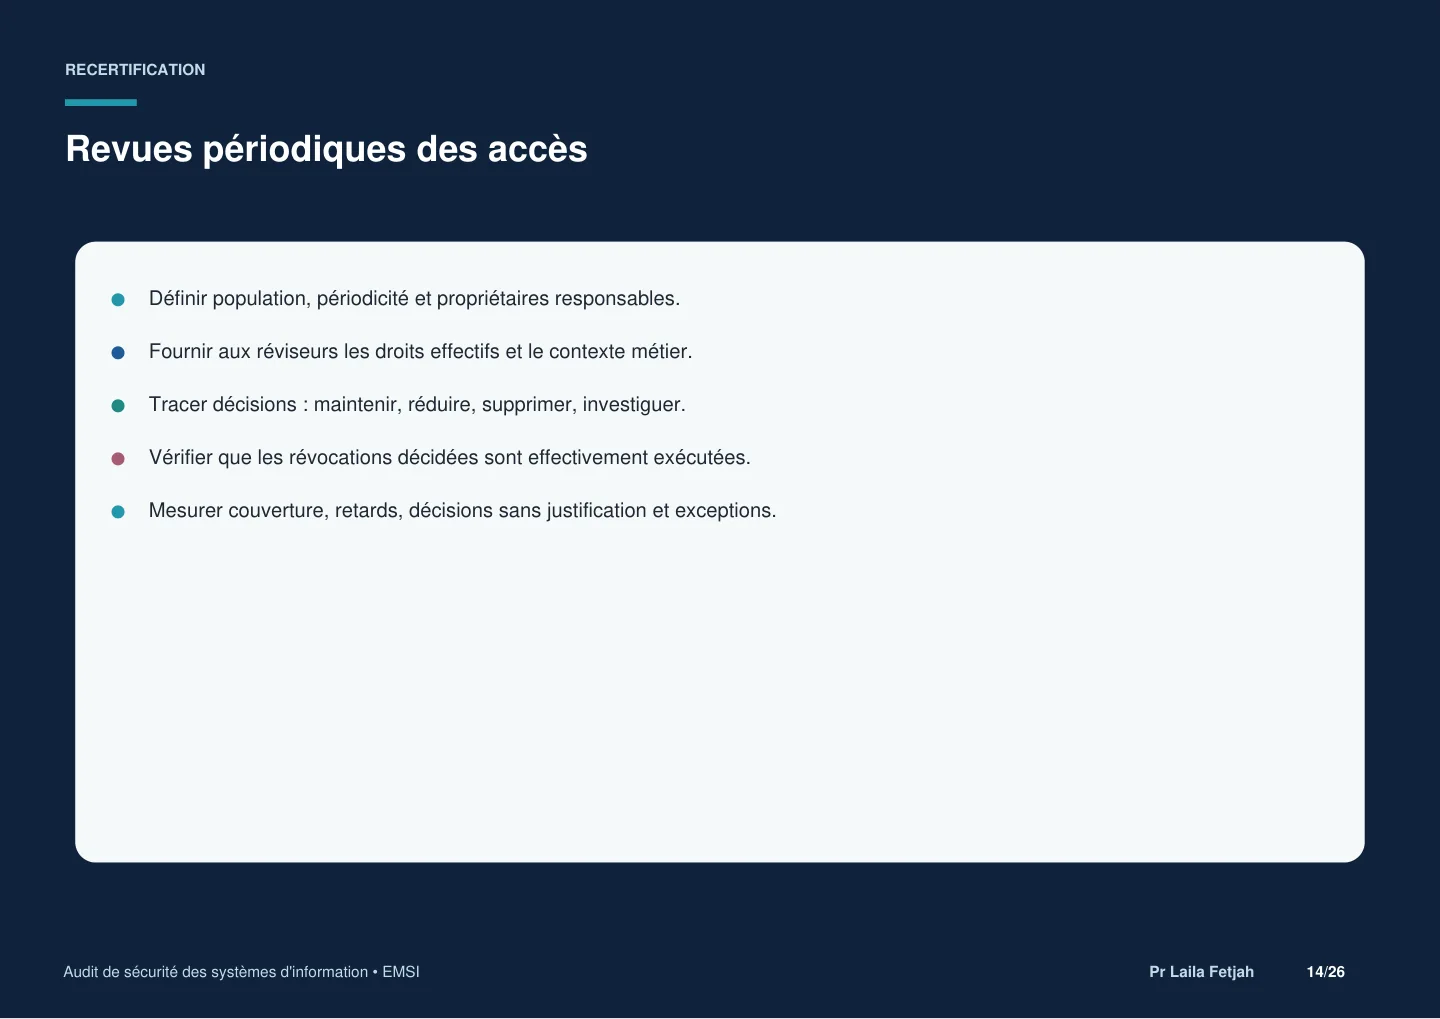 RECERTIFICATION
Revues périodiques des accès
Définir population, périodicité et propriétaires responsables.
Fournir aux réviseurs les droits effectifs et le contexte métier.
Tracer décisions : maintenir, réduire, supprimer, investiguer.
Vérifier que les révocations décidées sont effectivement exécutées.
Mesurer couverture, retards, décisions sans justification et exceptions.
Audit de sécurité des systèmes d'information • EMSI
Pr Laila Fetjah
14/26